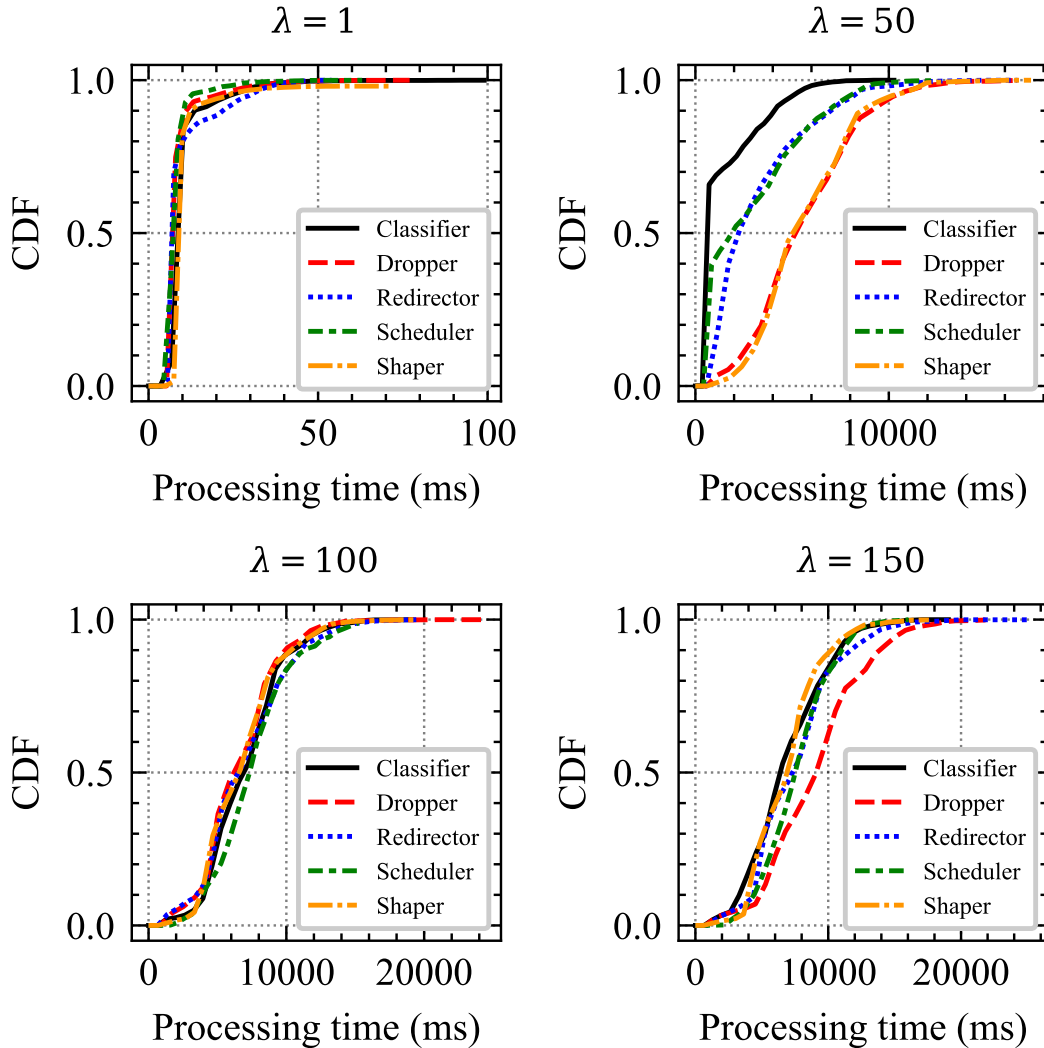 λ = 1
1.0
0.5
0.0
CDF
Classifier
Dropper
Redirector
Scheduler
Shaper
0 50 100
Processing time (ms)
λ = 50
1.0
0.5
0.0
CDF
Classifier
Dropper
Redirector
Scheduler
Shaper
0 10000
Processing time (ms)
λ = 100
1.0
0.5
0.0
CDF
Classifier
Dropper
Redirector
Scheduler
Shaper
0 10000 20000
Processing time (ms)
λ = 150
1.0
0.5
0.0
CDF
Classifier
Dropper
Redirector
Scheduler
Shaper
0 10000 20000
Processing time (ms)